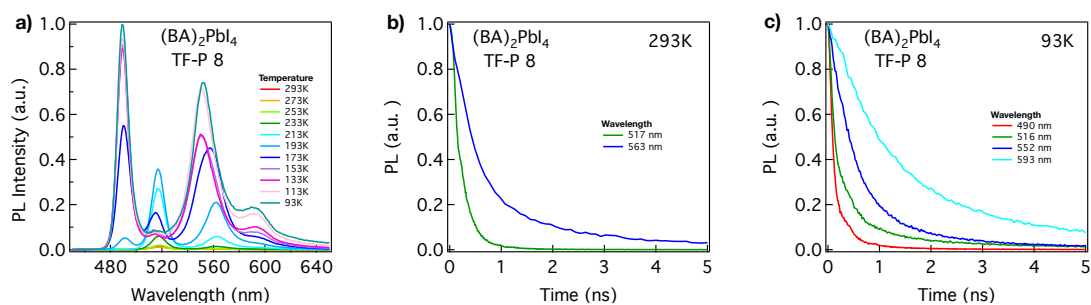 a)
(BA)2PbI4
TF-P 8
Temperature
293K
273K
253K
233K
213K
193K
173K
153K
133K
113K
93K
PL Intensity (a.u.)
1.0
0.8
0.6
0.4
0.2
0.0
480
520
560
600
640
Wavelength (nm)
b)
(BA)2PbI4
TF-P 8
293K
Wavelength
517 nm
563 nm
PL (a.u.)
1.0
0.8
0.6
0.4
0.2
0.0
0
1
2
3
4
5
Time (ns)
c)
(BA)2PbI4
TF-P 8
93K
Wavelength
490 nm
516 nm
552 nm
593 nm
PL (a.u.)
1.0
0.8
0.6
0.4
0.2
0.0
0
1
2
3
4
5
Time (ns)